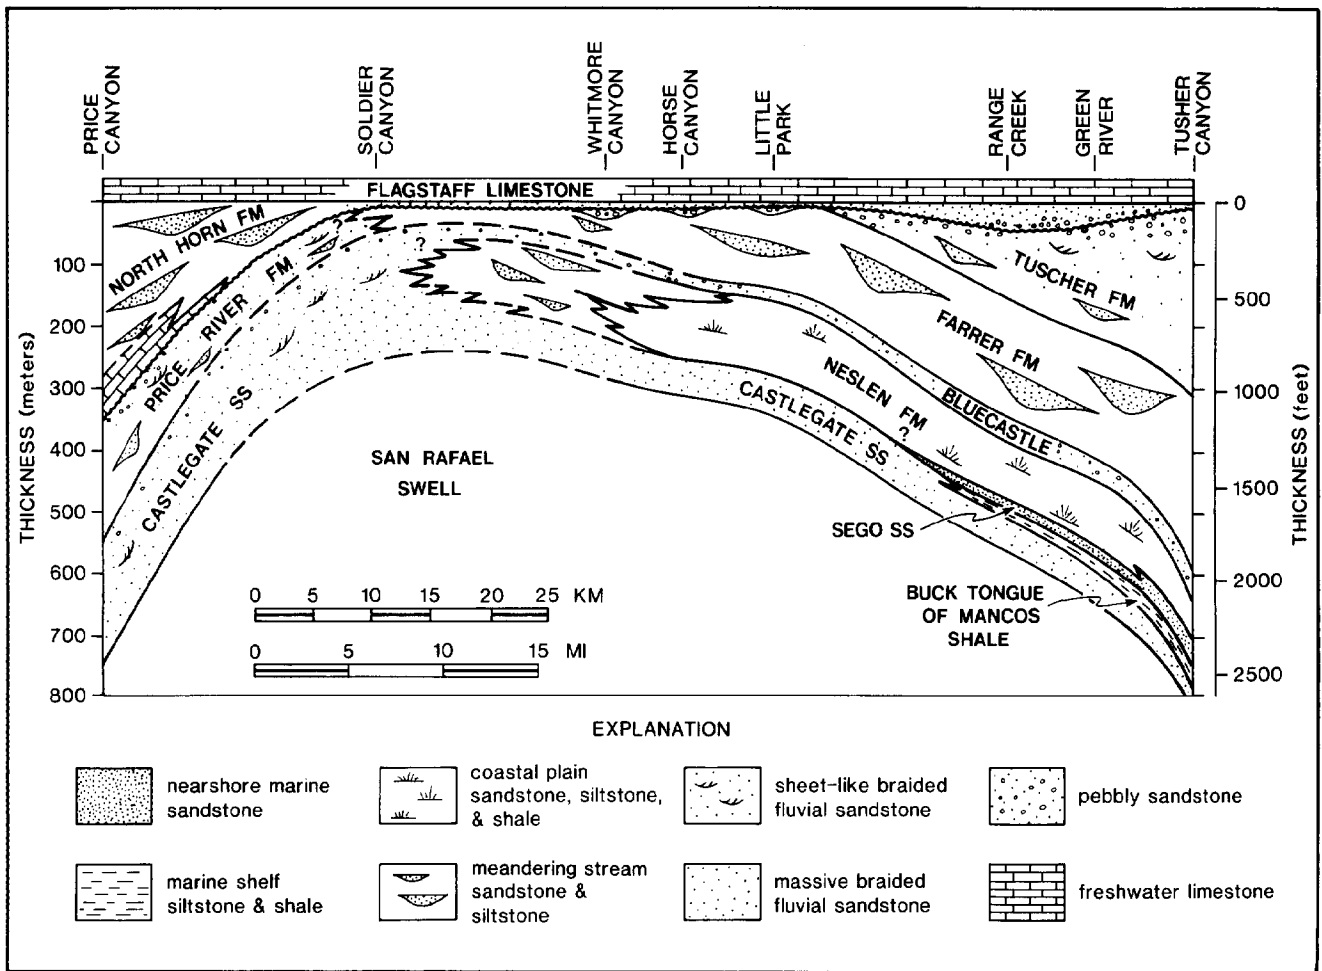 PRICE CANYON
SOLDIER CANYON
WHITMORE CANYON
HORSE CANYON
LITTLE PARK
RANGE CREEK
GREEN RIVER
TUSHER CANYON
FLAGSTAFF LIMESTONE
NORTH HORN FM
PRICE RIVER FM
CASTLEGATE SS
?
TUSCHER FM
FARRER FM
BLUECASTLE
NESLEN FM
?
CASTLEGATE SS
SAN RAFAEL
SWELL
SEGO SS
BUCK TONGUE
OF MANCOS
SHALE
THICKNESS (meters)
100
200
300
400
500
600
700
800
THICKNESS (feet)
0
500
1000
1500
2000
2500
0 5 10 15 20 25 KM
0 5 10 15 MI
EXPLANATION
nearshore marine
sandstone
coastal plain
sandstone, siltstone,
& shale
sheet-like braided
fluvial sandstone
pebbly sandstone
marine shelf
siltstone & shale
meandering stream
sandstone &
siltstone
massive braided
fluvial sandstone
freshwater limestone